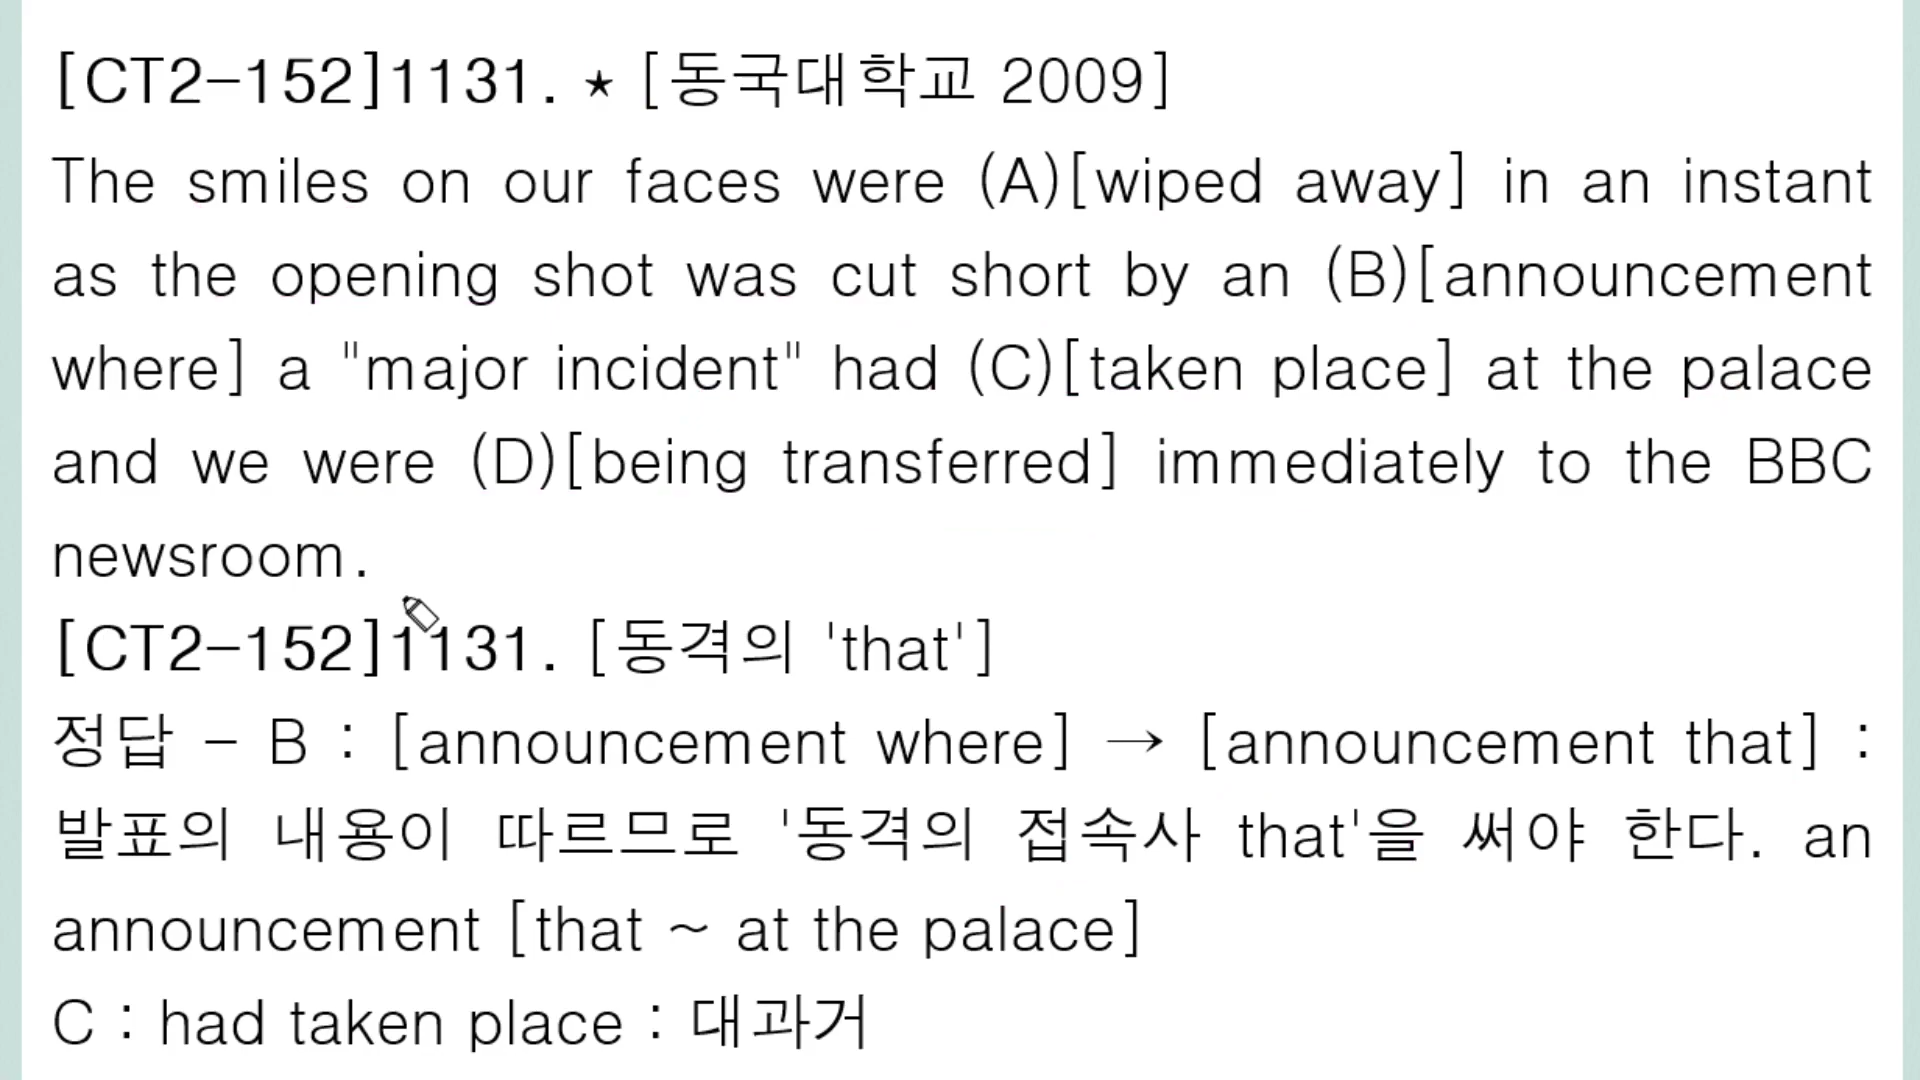 [CT2-152]1131. ⋆ [동국대학교 2009]
The smiles on our faces were (A)[wiped away] in an instant
as the opening shot was cut short by an (B)[announcement
where] a "major incident" had (C)[taken place] at the palace
and we were (D)[being transferred] immediately to the BBC
newsroom.
[CT2-152]1131. [동격의 'that']
정답 - B : [announcement where] → [announcement that] :
발표의 내용이 따르므로 '동격의 접속사 that'을 써야 한다. an
announcement [that ~ at the palace]
C : had taken place : 대과거